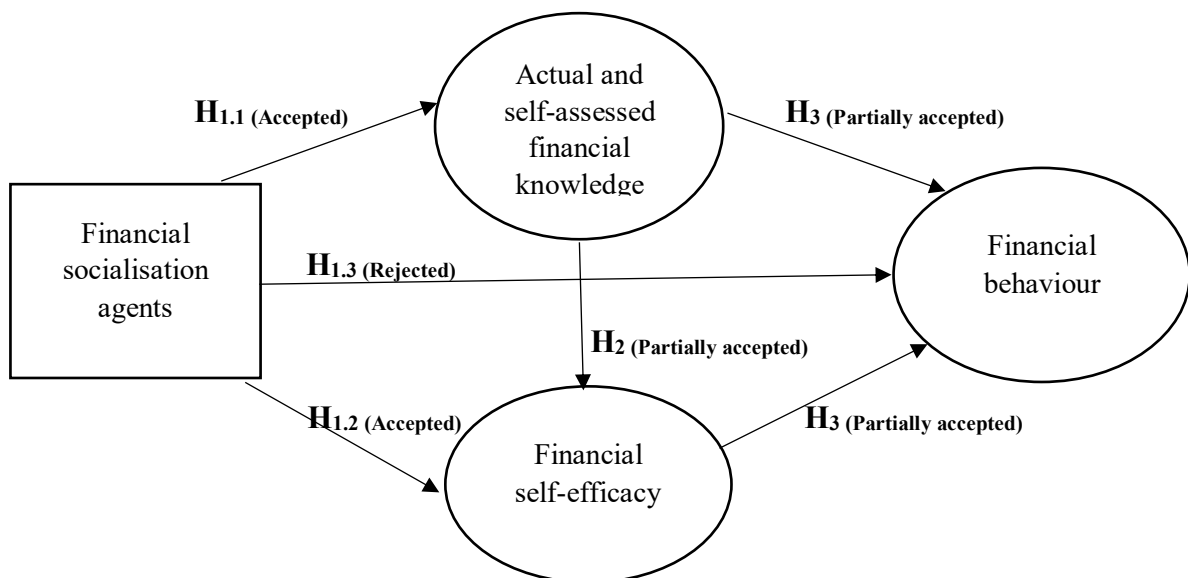 Actual and
self-assessed
financial
knowledge
H1.1 (Accepted)
H3 (Partially accepted)
Financial
socialisation
agents
H1.3 (Rejected)
Financial
behaviour
H2 (Partially accepted)
H1.2 (Accepted)
H3 (Partially accepted)
Financial
self-efficacy